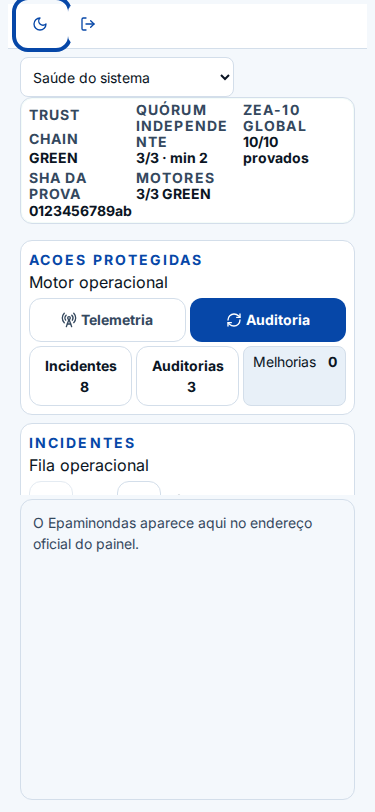 Saúde do sistema
TRUST
CHAIN
GREEN
QUÓRUM
INDEPENDE
NTE
3/3 · min 2
ZEA-10
GLOBAL
10/10
provados
SHA DA
PROVA
0123456789ab
MOTORES
3/3 GREEN
ACOES PROTEGIDAS
Motor operacional
Telemetria
Auditoria
Incidentes
8
Auditorias
3
Melhorias 0
INCIDENTES
Fila operacional
O Epaminondas aparece aqui no endereço
oficial do painel.